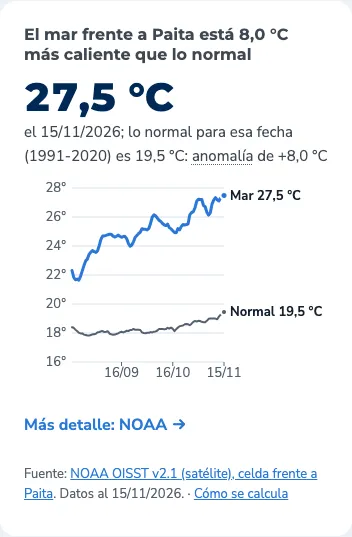 El mar frente a Paita está 8,0 °C
más caliente que lo normal
27,5 °C
el 15/11/2026; lo normal para esa fecha
(1991-2020) es 19,5 °C: anomalía de +8,0 °C
28°
Mar 27,5 °C
26°
24°
22°
20°
Normal 19,5 °C
18°
16°
16/09 16/10 15/11
Más detalle: NOAA →
Fuente: NOAA OISST v2.1 (satélite), celda frente a
Paita. Datos al 15/11/2026. · Cómo se calcula